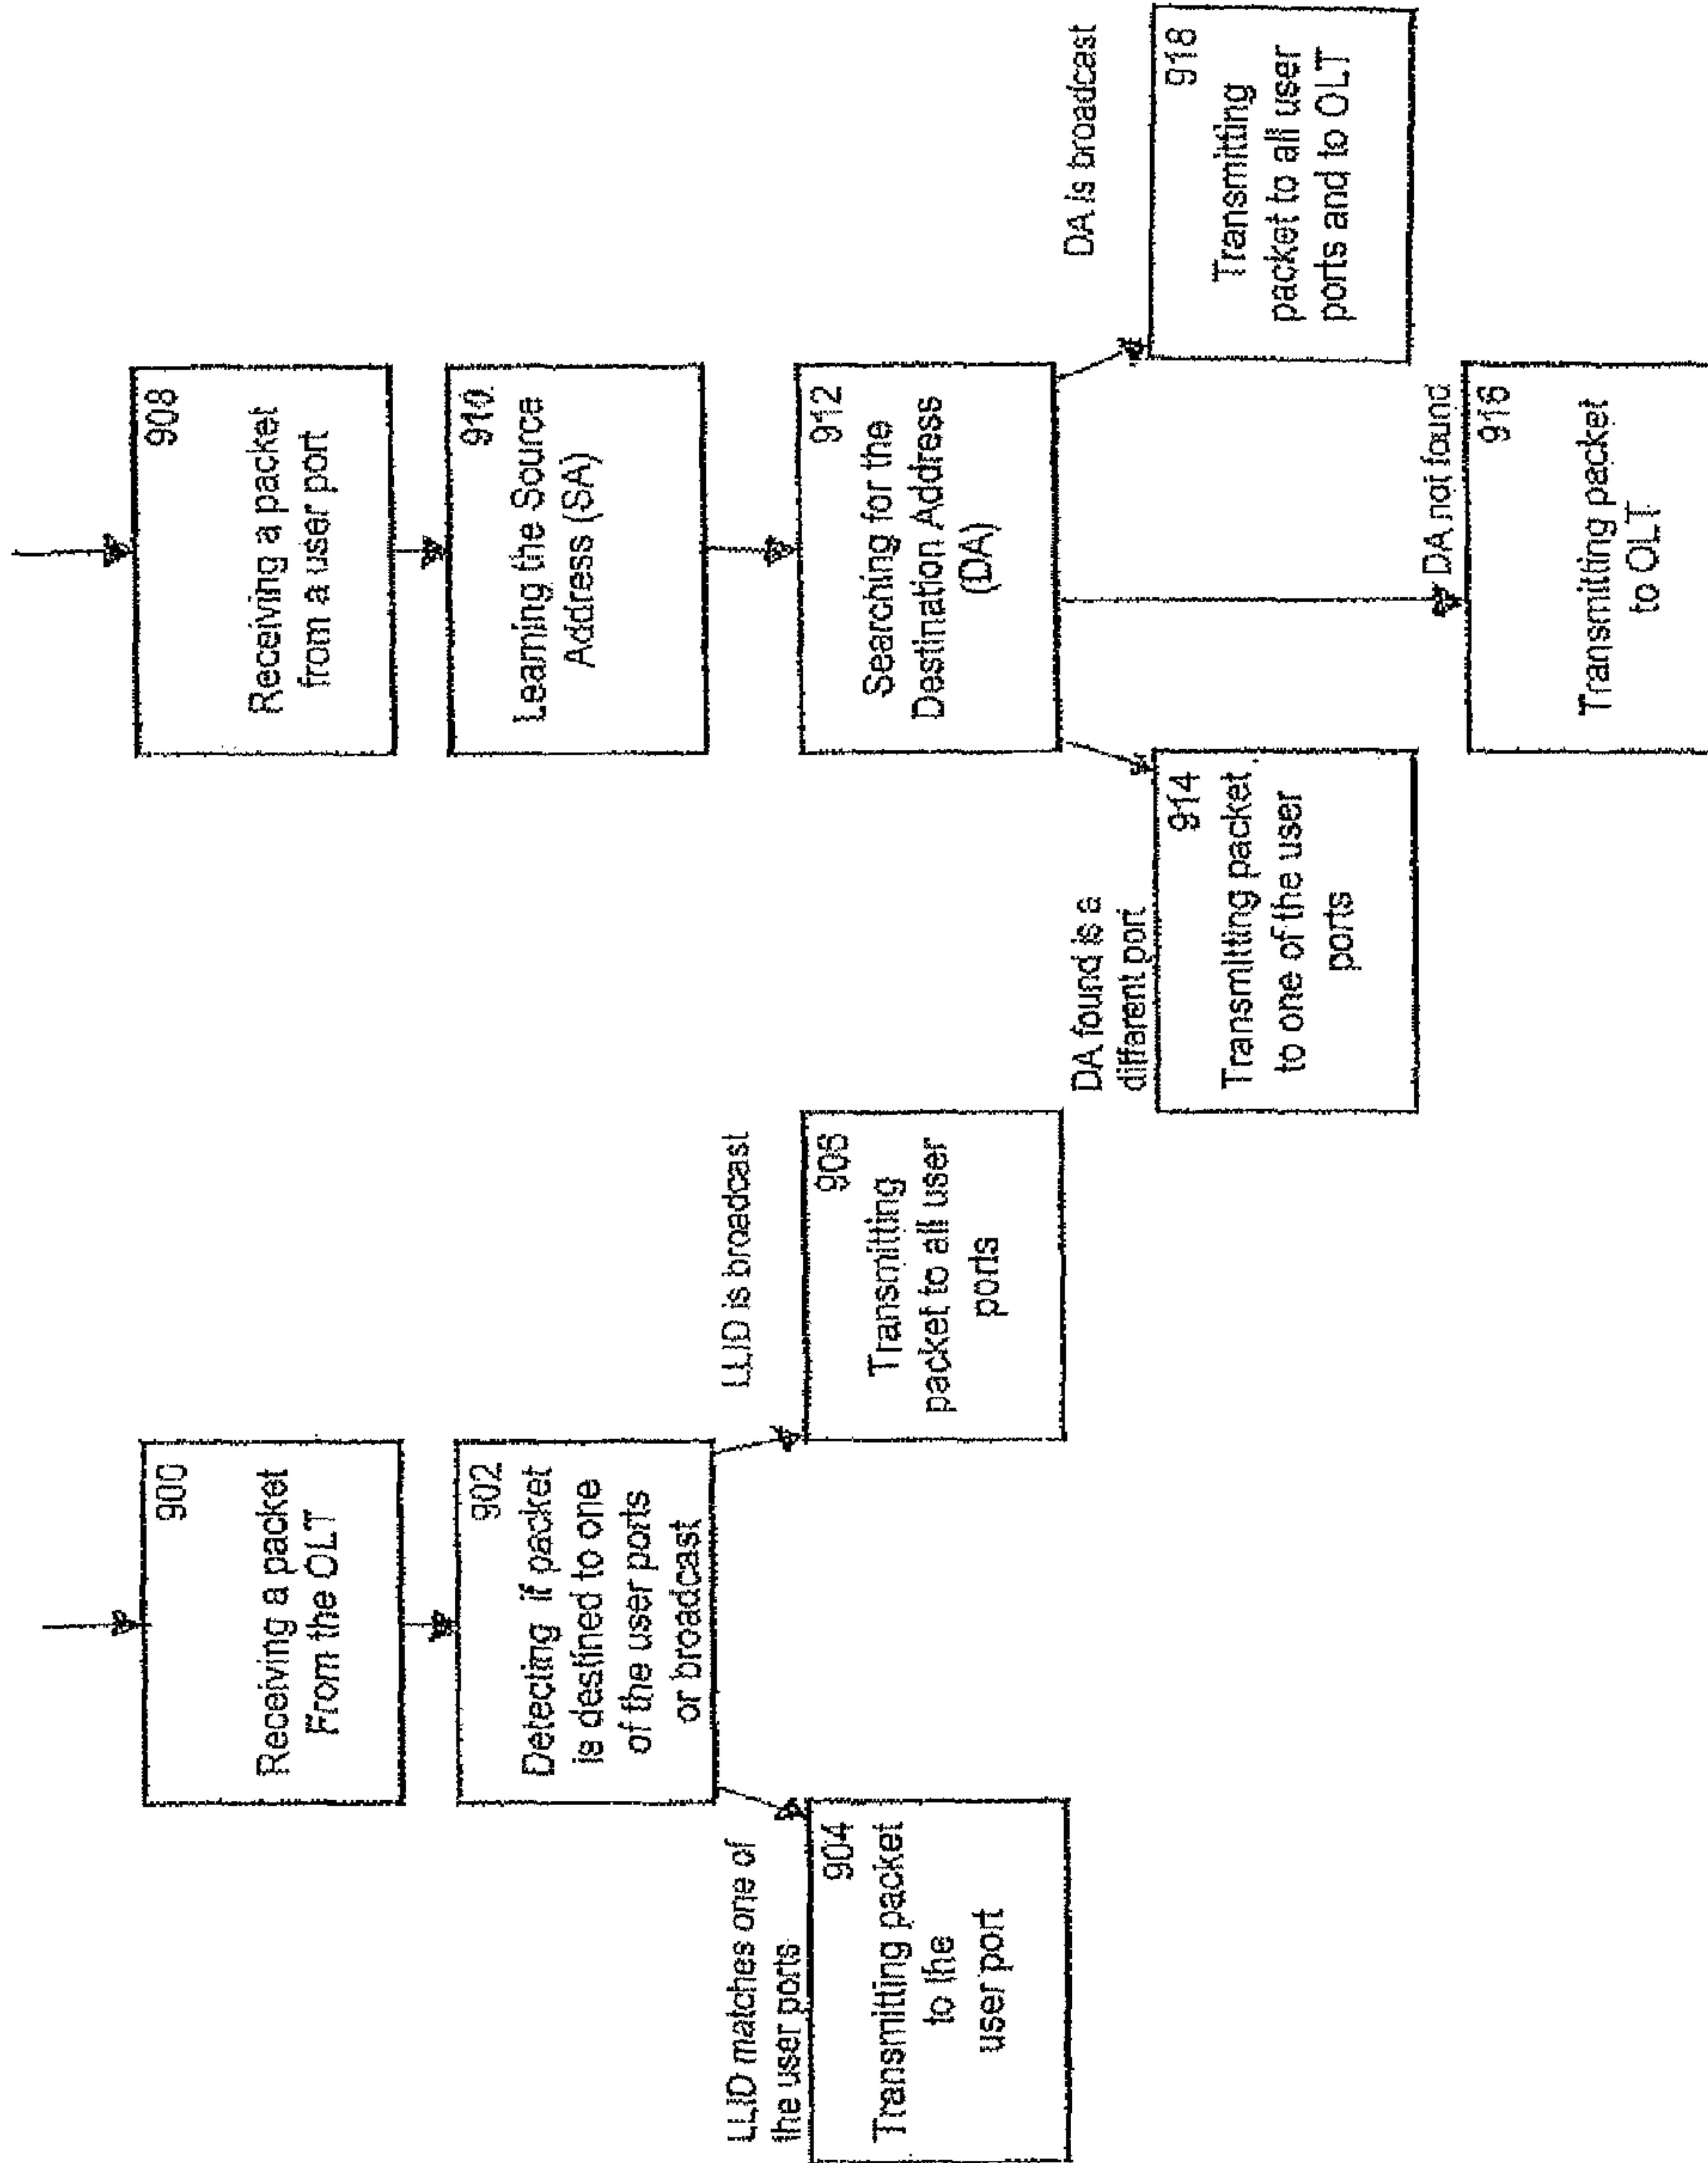 900
Receiving a packet
From the OLT
902
Detecting if packet
is destined to one
of the user ports
or broadcast
LLID matches one of
the user ports
904
Transmitting packet
to the
user port
LLID is broadcast
906
Transmitting
packet to all user
ports
908
Receiving a packet
from a user port
910
Learning the Source
Address (SA)
912
Searching for the
Destination Address
(DA)
DA found is a
different port
914
Transmitting packet
to one of the user
ports
DA not found
916
Transmitting packet
to OLT
DA is broadcast
918
Transmitting
packet to all user
ports and to OLT